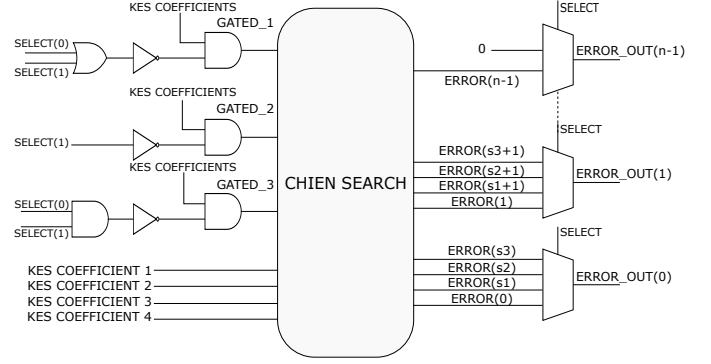 KES COEFFICIENTS
GATED_1
SELECT(0)
SELECT(1)
KES COEFFICIENTS
GATED_2
SELECT(1)
KES COEFFICIENTS
GATED_3
SELECT(0)
SELECT(1)
KES COEFFICIENT 1
KES COEFFICIENT 2
KES COEFFICIENT 3
KES COEFFICIENT 4
CHIEN SEARCH
SELECT
0
ERROR(n-1)
ERROR_OUT(n-1)
SELECT
ERROR(s3+1)
ERROR(s2+1)
ERROR(s1+1)
ERROR(1)
ERROR_OUT(1)
SELECT
ERROR(s3)
ERROR(s2)
ERROR(s1)
ERROR(0)
ERROR_OUT(0)